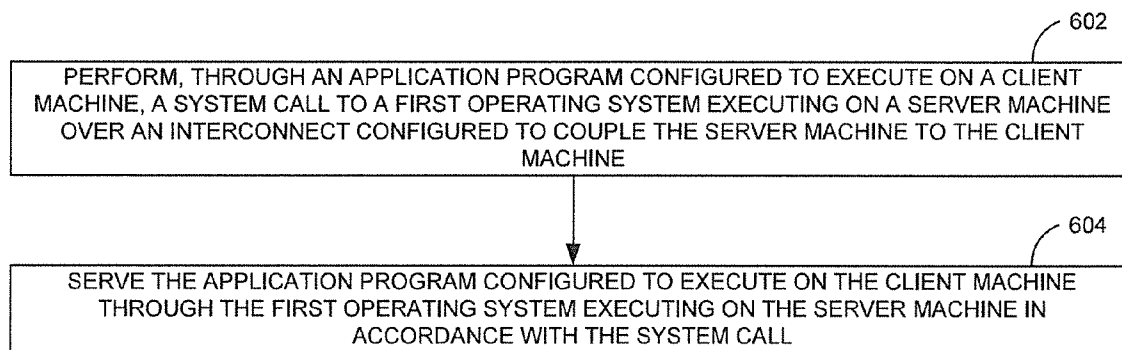 602
PERFORM, THROUGH AN APPLICATION PROGRAM CONFIGURED TO EXECUTE ON A CLIENT
MACHINE, A SYSTEM CALL TO A FIRST OPERATING SYSTEM EXECUTING ON A SERVER MACHINE
OVER AN INTERCONNECT CONFIGURED TO COUPLE THE SERVER MACHINE TO THE CLIENT
MACHINE
604
SERVE THE APPLICATION PROGRAM CONFIGURED TO EXECUTE ON THE CLIENT MACHINE
THROUGH THE FIRST OPERATING SYSTEM EXECUTING ON THE SERVER MACHINE IN
ACCORDANCE WITH THE SYSTEM CALL